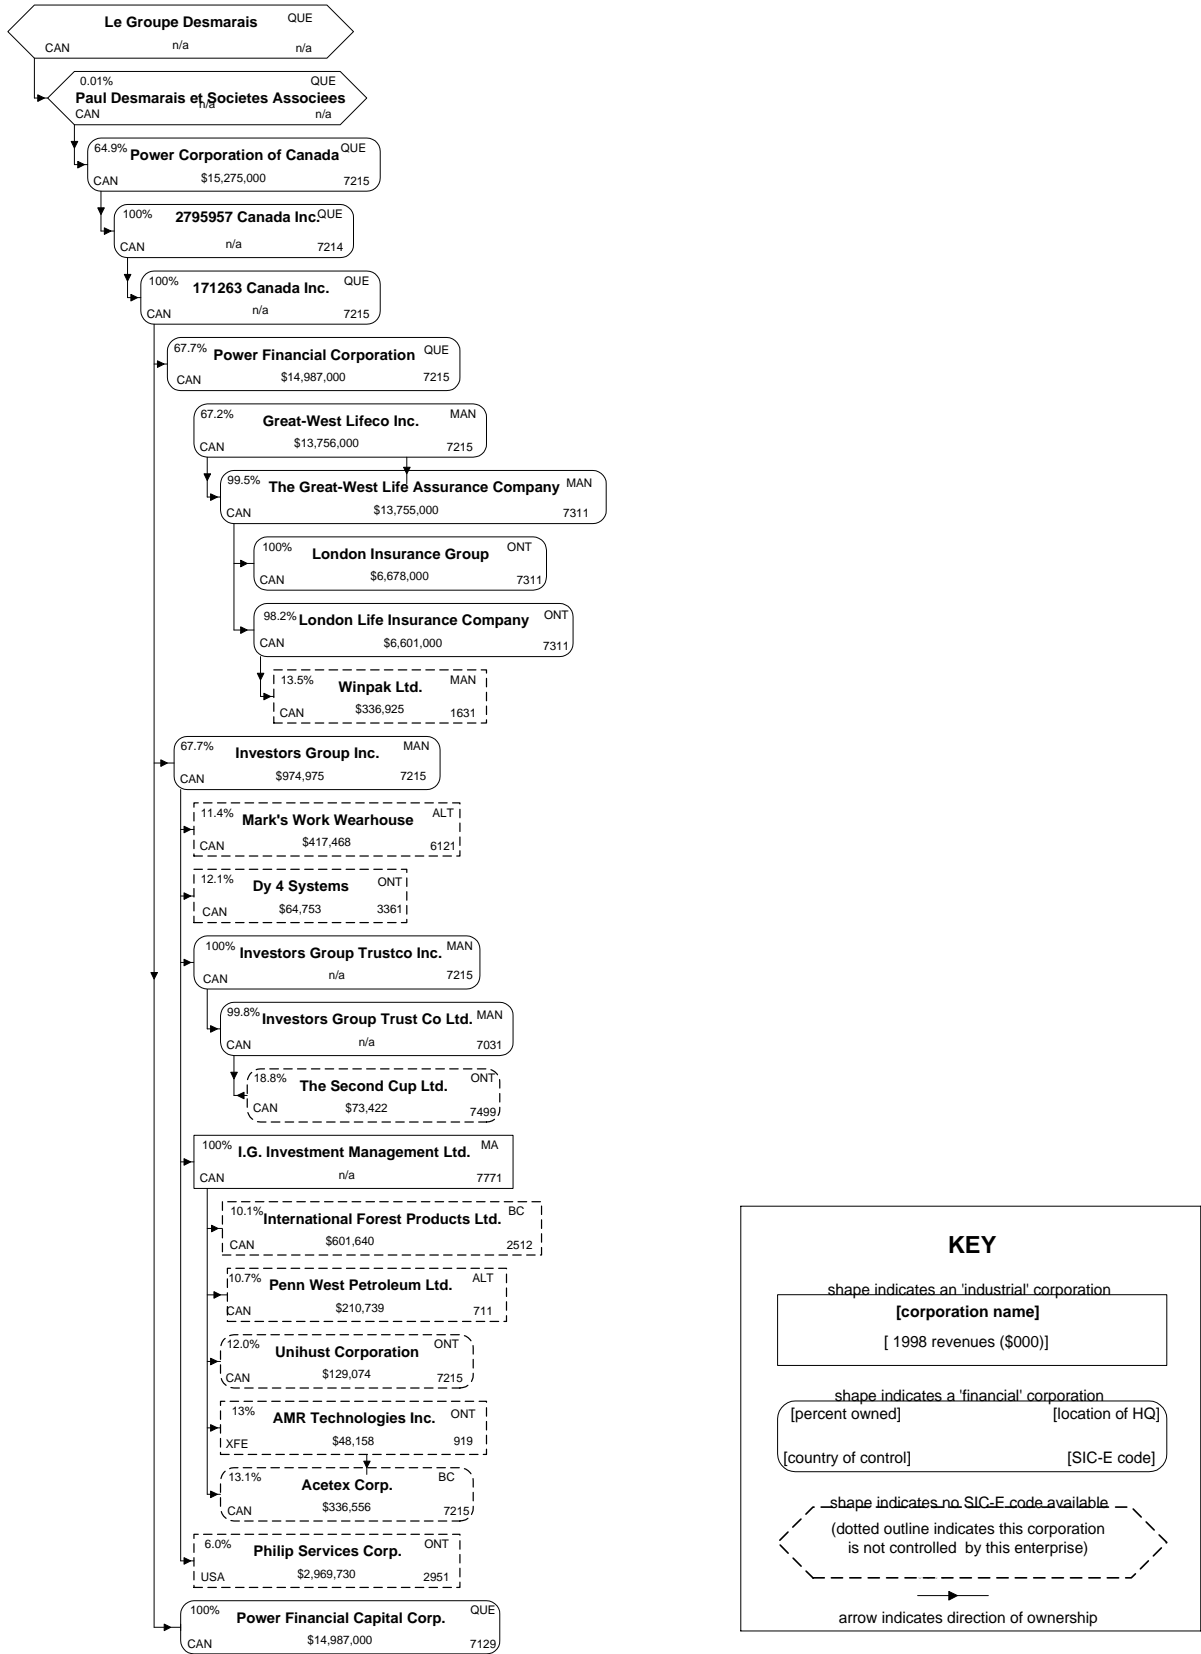 Le Groupe Desmarais QUE
CAN n/a n/a
0.01% QUE
Paul Desmarais et Societes Associees
n/a
CAN n/a
64.9% Power Corporation of Canada QUE
CAN $15,275,000 7215
100% 2795957 Canada Inc. QUE
CAN n/a 7214
100% 171263 Canada Inc. QUE
CAN n/a 7215
67.7% Power Financial Corporation QUE
CAN $14,987,000 7215
67.2% Great-West Lifeco Inc. MAN
CAN $13,756,000 7215
99.5% The Great-West Life Assurance Company MAN
CAN $13,755,000 7311
100% London Insurance Group ONT
CAN $6,678,000 7311
98.2% London Life Insurance Company ONT
CAN $6,601,000 7311
13.5% Winpak Ltd. MAN
CAN $336,925 1631
67.7% Investors Group Inc. MAN
CAN $974,975 7215
11.4% Mark's Work Wearhouse ALT
CAN $417,468 6121
12.1% Dy 4 Systems ONT
CAN $64,753 3361
100% Investors Group Trustco Inc. MAN
CAN n/a 7215
99.8% Investors Group Trust Co Ltd. MAN
CAN n/a 7031
18.8% The Second Cup Ltd. ONT
CAN $73,422 7499
100% I.G. Investment Management Ltd. MA
CAN n/a 7771
10.1% International Forest Products Ltd. BC
CAN $601,640 2512
10.7% Penn West Petroleum Ltd. ALT
CAN $210,739 711
12.0% Unihust Corporation ONT
CAN $129,074 7215
13% AMR Technologies Inc. ONT
XFE $48,158 919
13.1% Acetex Corp. BC
CAN $336,556 7215
6.0% Philip Services Corp. ONT
USA $2,969,730 2951
100% Power Financial Capital Corp. QUE
CAN $14,987,000 7129
KEY
shape indicates an 'industrial' corporation
[corporation name]
[ 1998 revenues ($000)]
shape indicates a 'financial' corporation
[percent owned] [location of HQ]
[country of control] [SIC-E code]
shape indicates no SIC-E code available
(dotted outline indicates this corporation
is not controlled by this enterprise)
arrow indicates direction of ownership